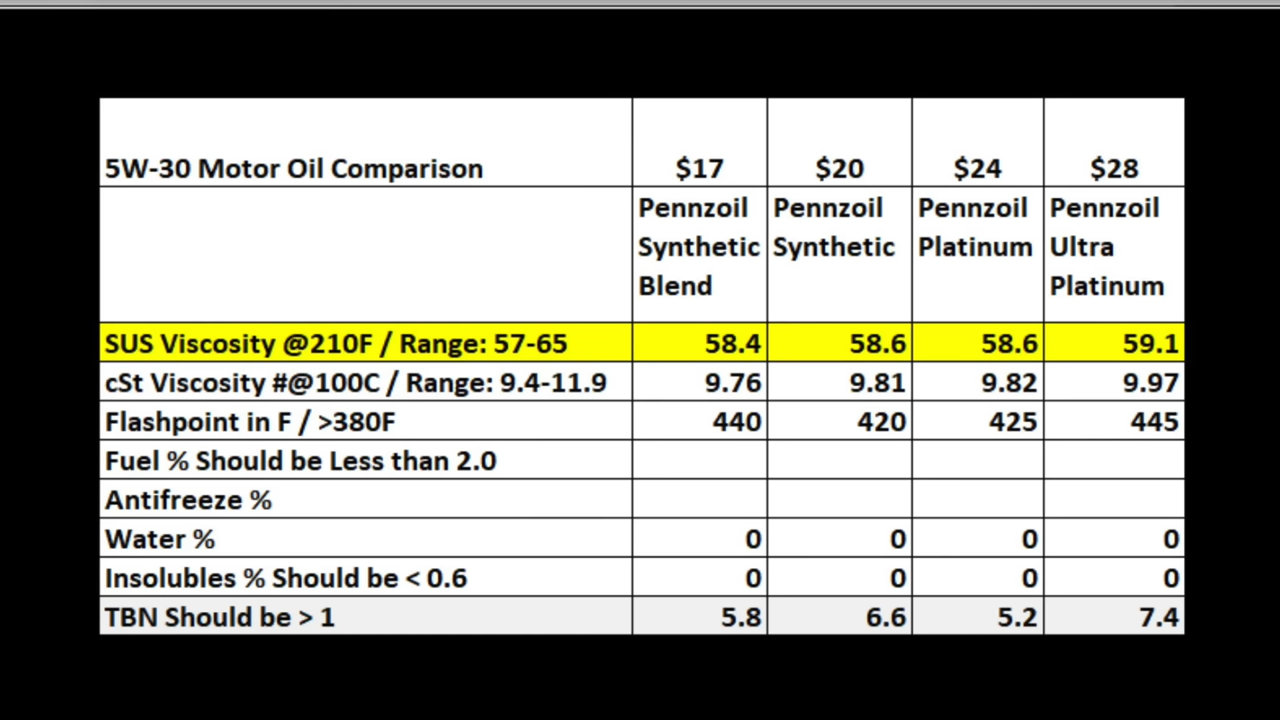 5W-30 Motor Oil Comparison $17 $20 $24 $28
Pennzoil Pennzoil Pennzoil Pennzoil
Synthetic Synthetic Platinum Ultra
Blend Platinum
SUS Viscosity @210F / Range: 57-65 58.4 58.6 58.6 59.1
cSt Viscosity #@100C / Range: 9.4-11.9 9.76 9.81 9.82 9.97
Flashpoint in F / >380F 440 420 425 445
Fuel % Should be Less than 2.0
Antifreeze %
Water % 0 0 0 0
Insolubles % Should be < 0.6 0 0 0 0
TBN Should be > 1 5.8 6.6 5.2 7.4